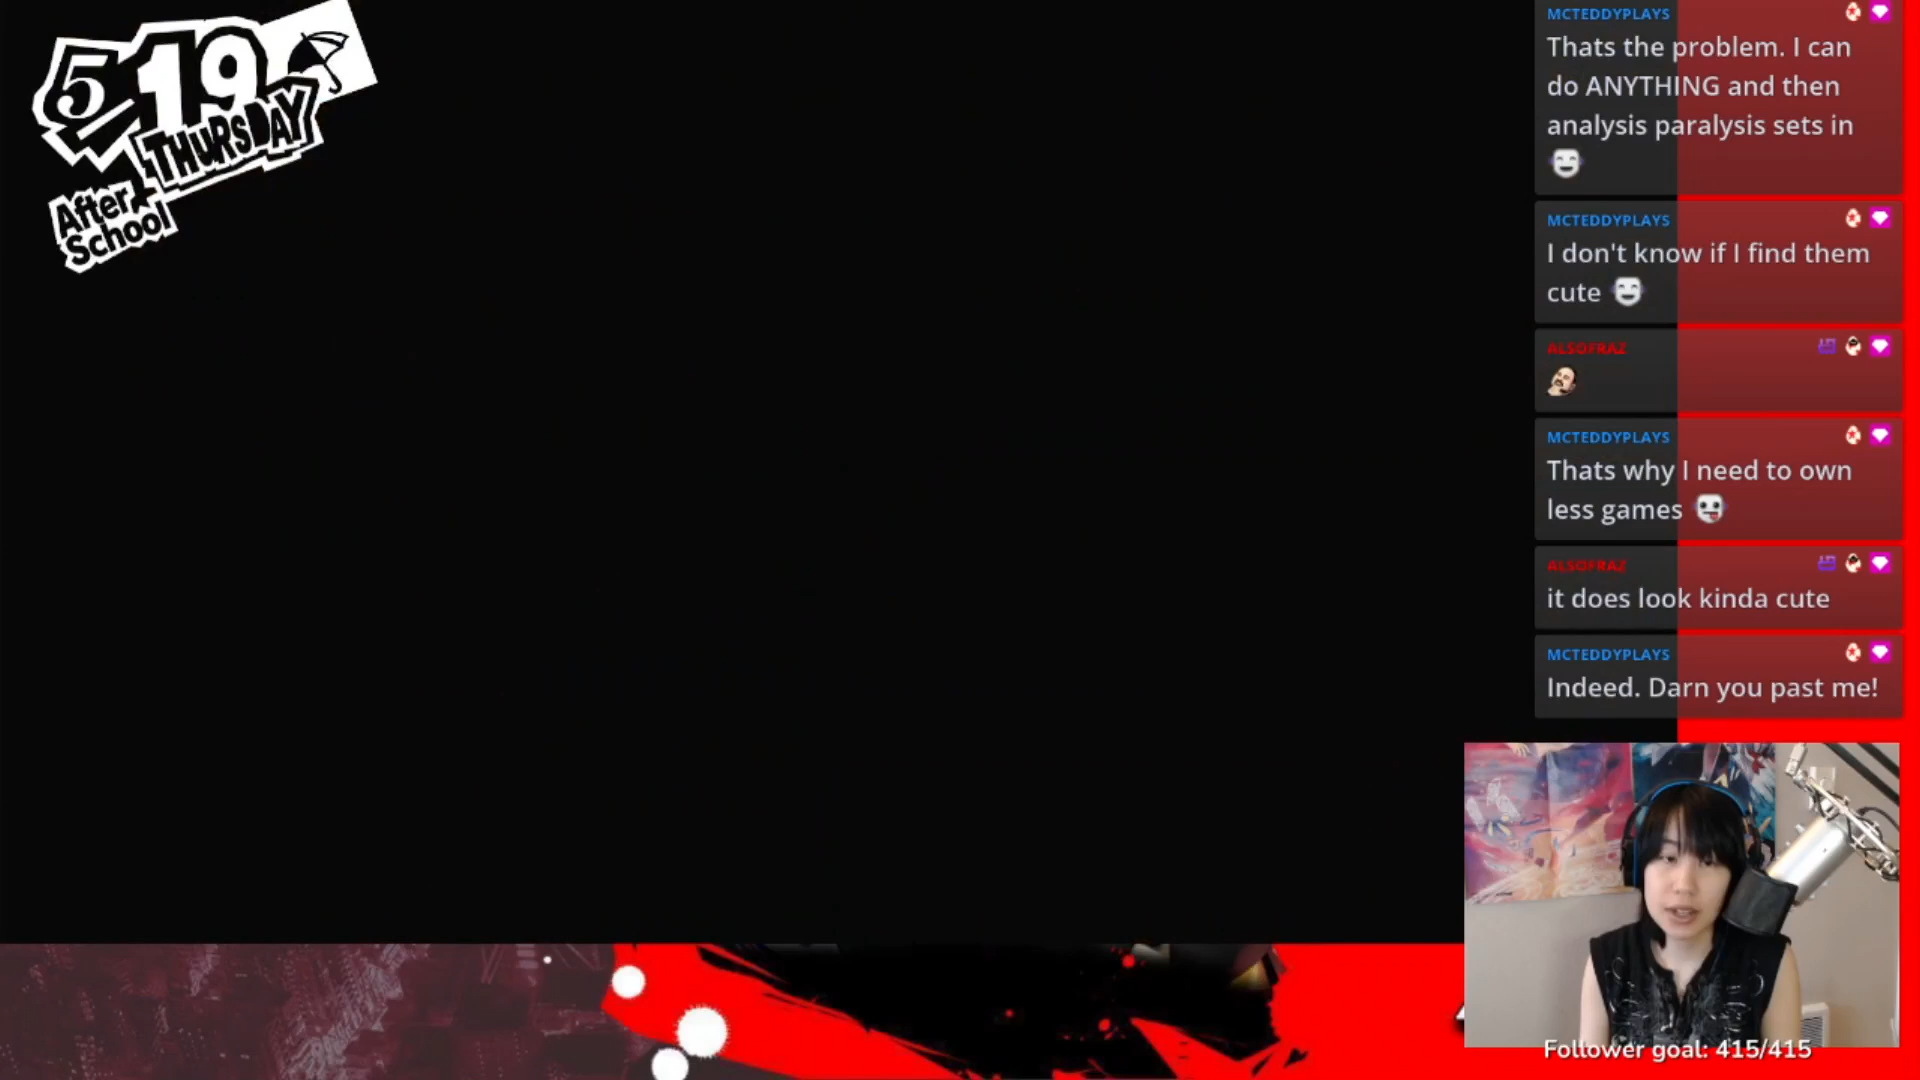 5/19
THURSDAY
After
School
MCTEDDYPLAYS
Thats the problem. I can
do ANYTHING and then
analysis paralysis sets in
MCTEDDYPLAYS
I don't know if I find them
cute
ALSOFRAZ
MCTEDDYPLAYS
Thats why I need to own
less games
ALSOFRAZ
it does look kinda cute
MCTEDDYPLAYS
Indeed. Darn you past me!
Follower goal: 415/415